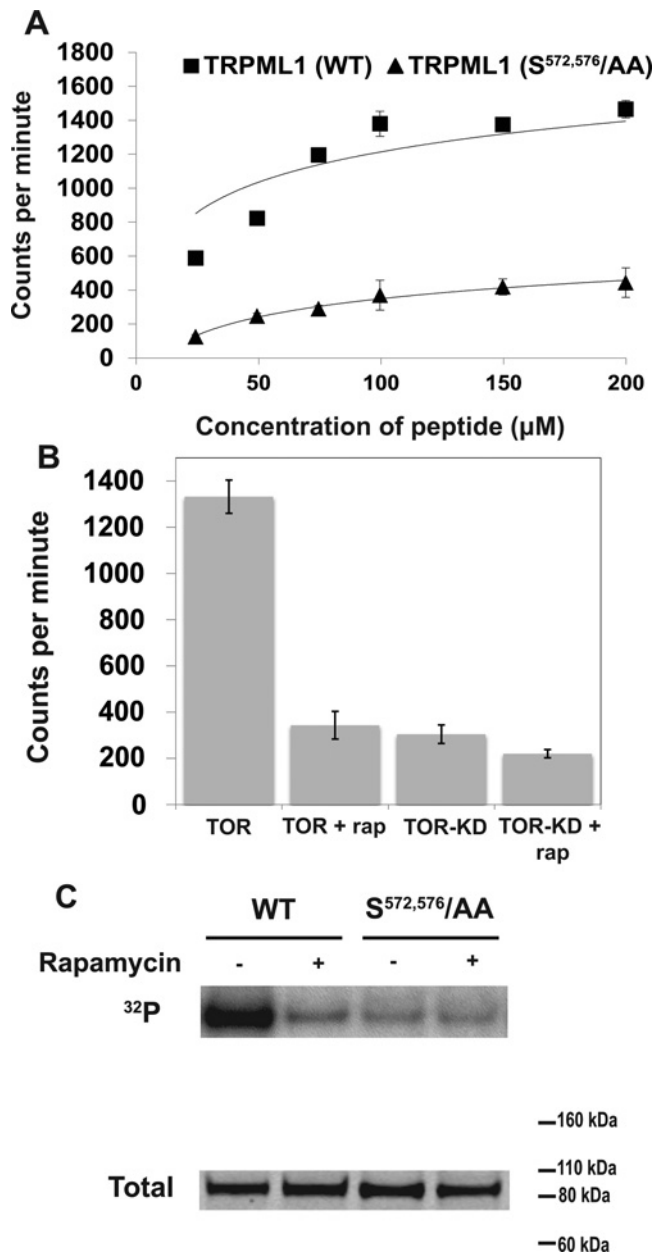 A
1800
1600
1400
1200
1000
800
600
400
200
0
Counts per minute
TRPML1 (WT) TRPML1 (S572,576/AA)
0 50 100 150 200
Concentration of peptide (µM)
B
1400
1200
1000
800
600
400
200
0
Counts per minute
TOR TOR + rap TOR-KD TOR-KD + rap
C
WT S572,576/AA
Rapamycin - + - +
32P
160 kDa
110 kDa
Total
80 kDa
60 kDa